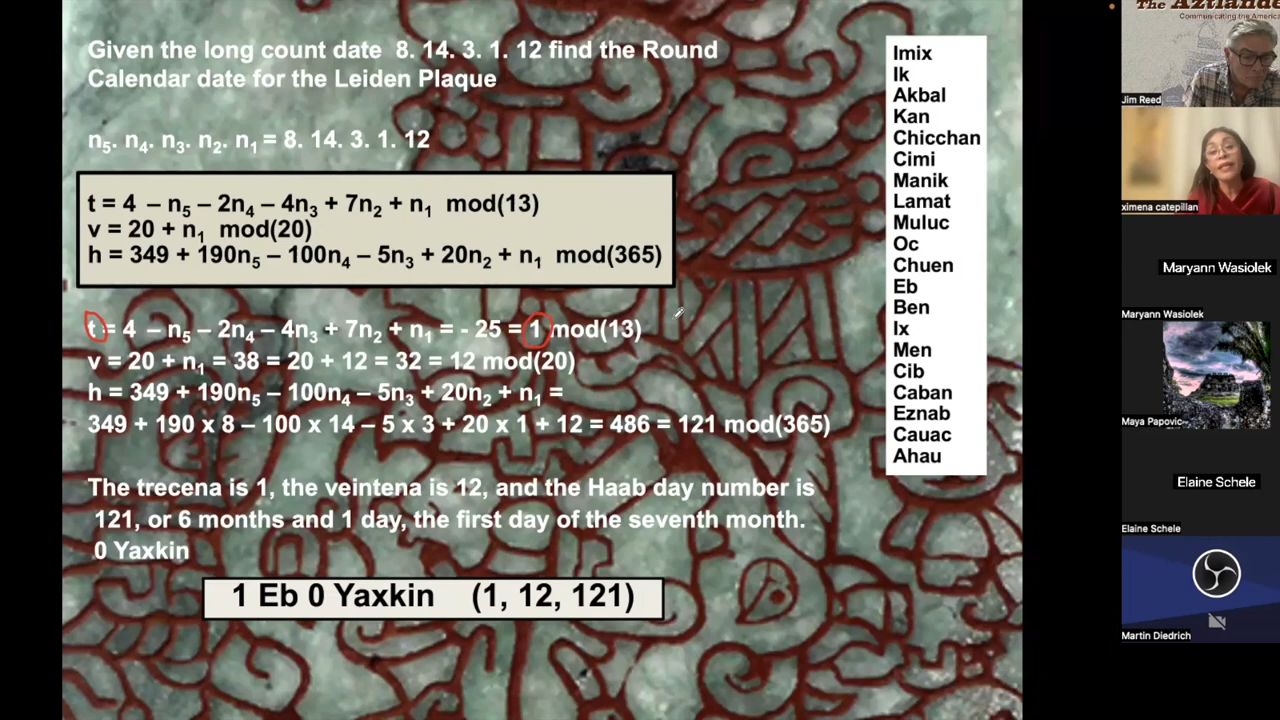 Given the long count date 8. 14. 3. 1. 12 find the Round
Calendar date for the Leiden Plaque
n₅. n₄. n₃. n₂. n₁ = 8. 14. 3. 1. 12
t = 4 – n₅ – 2n₄ – 4n₃ + 7n₂ + n₁ mod(13)
v = 20 + n₁ mod(20)
h = 349 + 190n₅ – 100n₄ – 5n₃ + 20n₂ + n₁ mod(365)
t = 4 – n₅ – 2n₄ – 4n₃ + 7n₂ + n₁ = - 25 = 1 mod(13)
v = 20 + n₁ = 38 = 20 + 12 = 32 = 12 mod(20)
h = 349 + 190n₅ – 100n₄ – 5n₃ + 20n₂ + n₁ =
349 + 190 x 8 – 100 x 14 – 5 x 3 + 20 x 1 + 12 = 486 = 121 mod(365)
The trecena is 1, the veintena is 12, and the Haab day number is
121, or 6 months and 1 day, the first day of the seventh month.
0 Yaxkin
1 Eb 0 Yaxkin (1, 12, 121)
Imix
Ik
Akbal
Kan
Chicchan
Cimi
Manik
Lamat
Muluc
Oc
Chuen
Eb
Ben
Ix
Men
Cib
Caban
Eznab
Cauac
Ahau
The Aztlander
Communicating the America
Jim Reed
ximena catepillan
Maryann Wasiolek
Maryann Wasiolek
Maya Papovic
Elaine Schele
Elaine Schele
Martin Diedrich